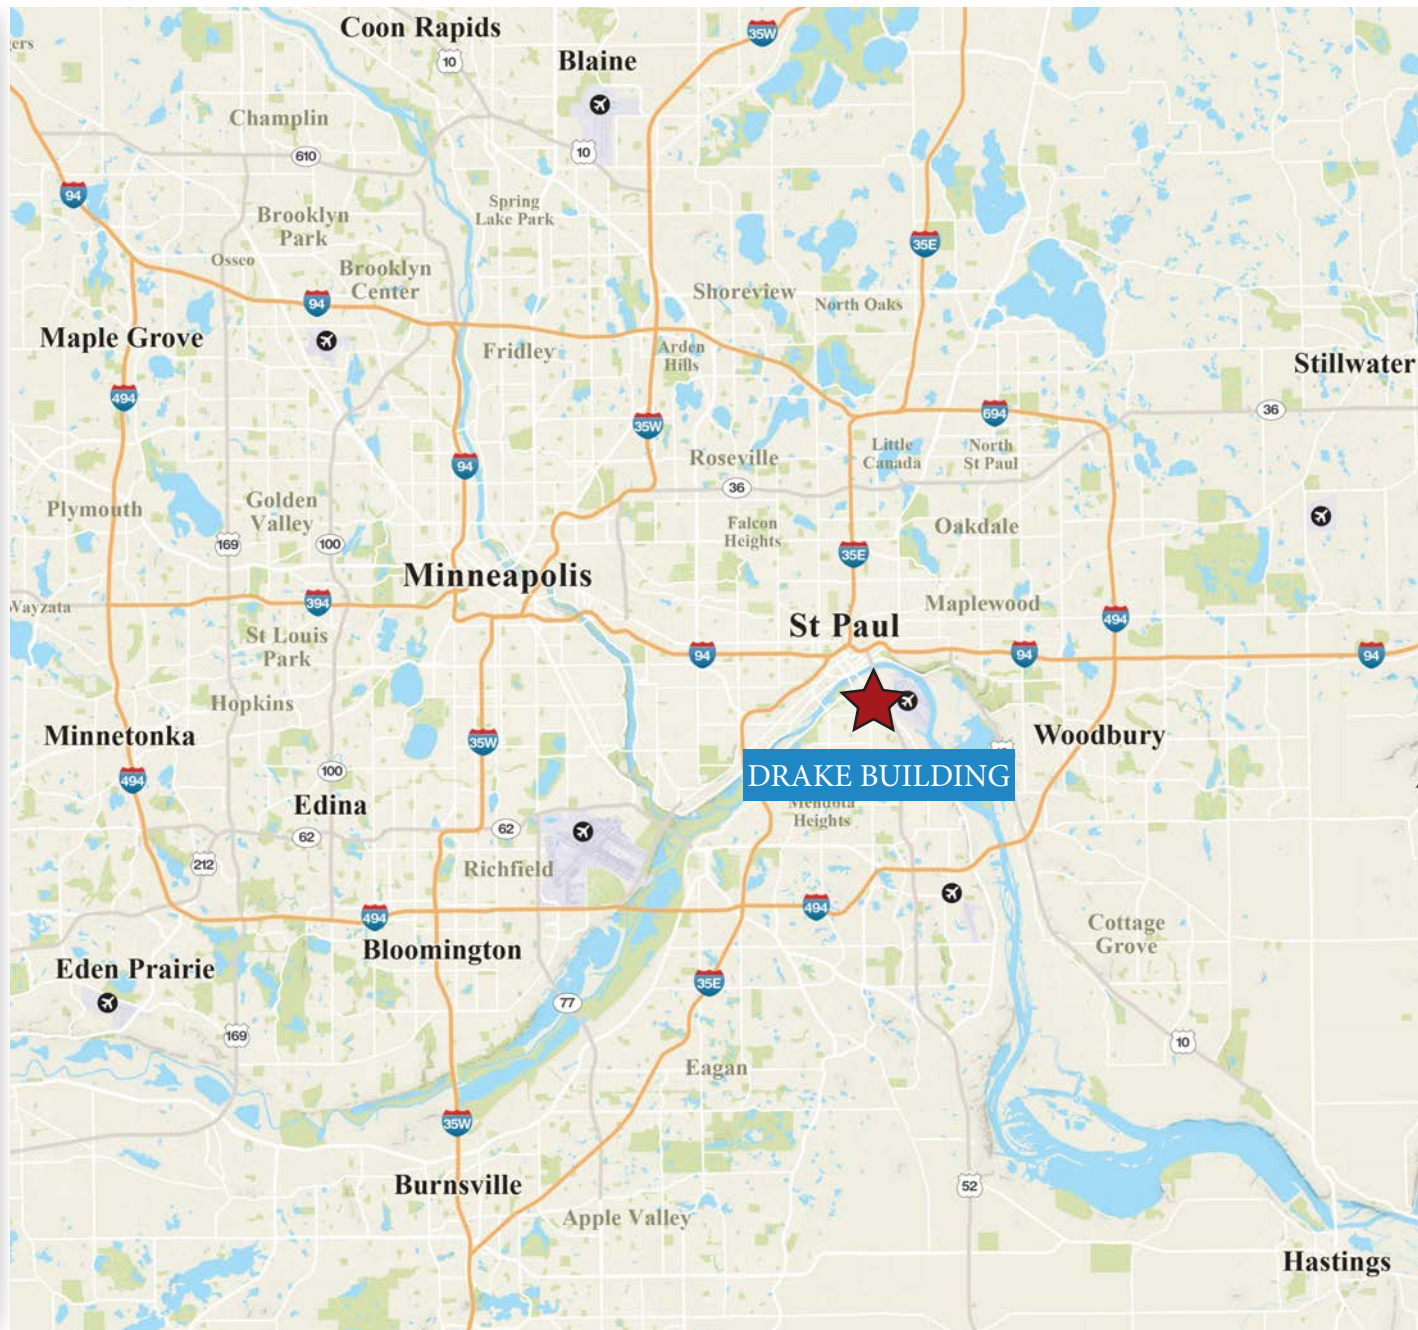 Coon Rapids
35W
gers
Blaine
10
Champlin
10
610
94
Spring
Lake Park
Brooklyn
Park
35E
Osseo
Brooklyn
Center
Shoreview
94
North Oaks
Maple Grove
Fridley
Arden
Hills
Stillwater
494
694
36
35W
Little
Canada
North
St Paul
94
Roseville
36
Plymouth
Golden
Valley
Falcon
Heights
Oakdale
169
100
35E
Minneapolis
394
Wayzata
Maplewood
494
St Louis
Park
St Paul
94
94
94
Hopkins
Minnetonka
35W
Woodbury
494
100
DRAKE BUILDING
Edina
Mendota
Heights
62
62
212
Richfield
494
494
Cottage
Grove
Bloomington
Eden Prairie
35E
77
169
10
Eagan
35W
Burnsville
52
Apple Valley
Hastings